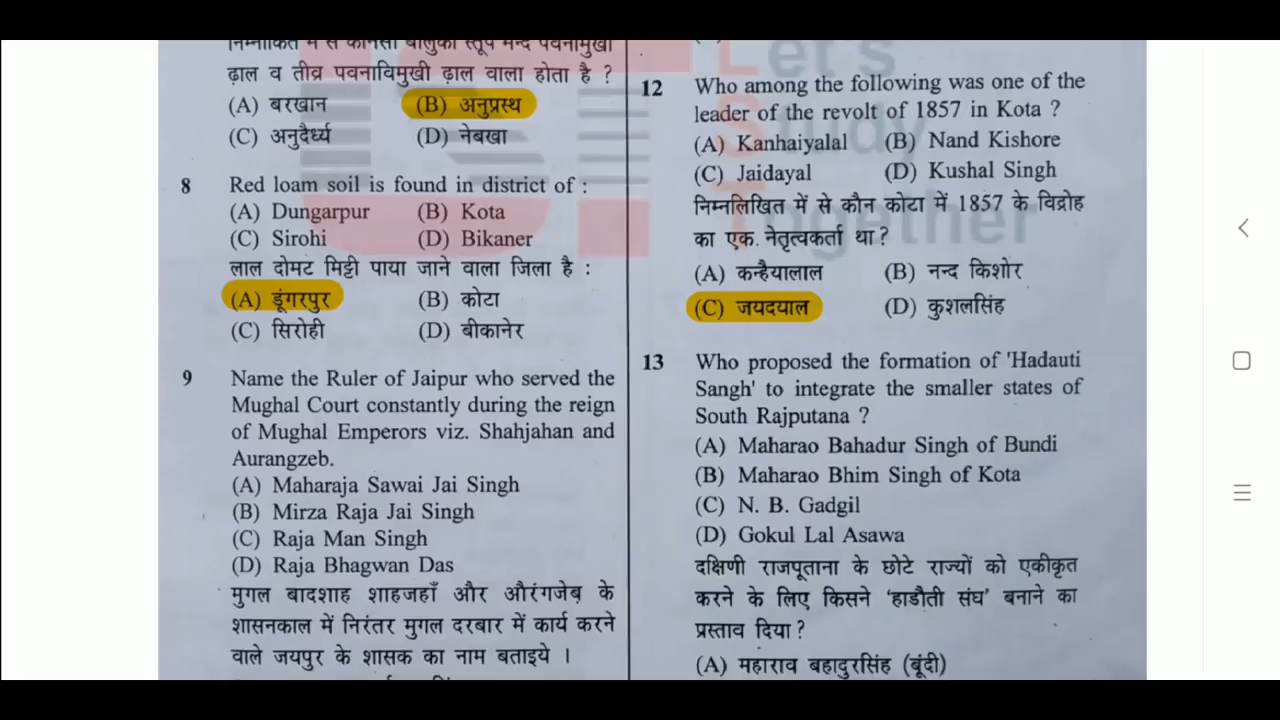 निम्नांकित में से कौनसा बालुका स्तूप मन्द पवनामुखी
ढ़ाल व तीव्र पवनाविमुखी ढ़ाल वाला होता है ?
(A) बरखान (B) अनुप्रस्थ
(C) अनुदैर्ध्य (D) नेबखा
8 Red loam soil is found in district of :
(A) Dungarpur (B) Kota
(C) Sirohi (D) Bikaner
लाल दोमट मिट्टी पाया जाने वाला जिला है :
(A) डूंगरपुर (B) कोटा
(C) सिरोही (D) बीकानेर
9 Name the Ruler of Jaipur who served the
Mughal Court constantly during the reign
of Mughal Emperors viz. Shahjahan and
Aurangzeb.
(A) Maharaja Sawai Jai Singh
(B) Mirza Raja Jai Singh
(C) Raja Man Singh
(D) Raja Bhagwan Das
मुगल बादशाह शाहजहाँ और औरंगजेब के
शासनकाल में निरंतर मुगल दरबार में कार्य करने
वाले जयपुर के शासक का नाम बताइये ।
12 Who among the following was one of the
leader of the revolt of 1857 in Kota ?
(A) Kanhaiyalal (B) Nand Kishore
(C) Jaidayal (D) Kushal Singh
निम्नलिखित में से कौन कोटा में 1857 के विद्रोह
का एक नेतृत्वकर्ता था?
(A) कन्हैयालाल (B) नन्द किशोर
(C) जयदयाल (D) कुशलसिंह
13 Who proposed the formation of 'Hadauti
Sangh' to integrate the smaller states of
South Rajputana ?
(A) Maharao Bahadur Singh of Bundi
(B) Maharao Bhim Singh of Kota
(C) N. B. Gadgil
(D) Gokul Lal Asawa
दक्षिणी राजपूताना के छोटे राज्यों को एकीकृत
करने के लिए किसने 'हाडौती संघ' बनाने का
प्रस्ताव दिया?
(A) महाराव बहादुरसिंह (बूंदी)
Let's
Study
Together